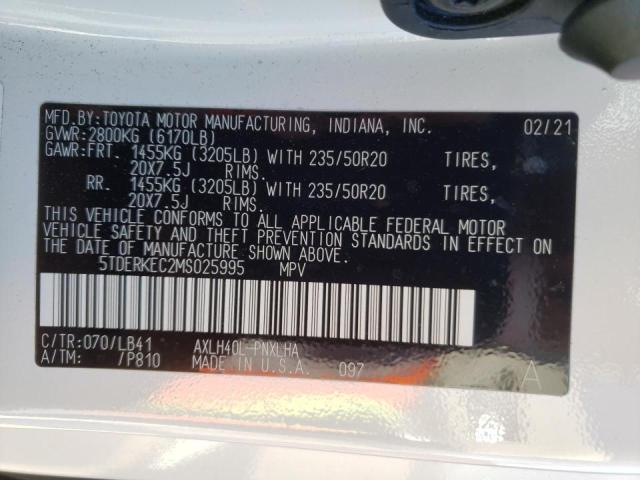 MFD.BY:TOYOTA MOTOR MANUFACTURING, INDIANA, INC. 02/21
GVWR:2800KG (6170LB)
GAWR:FRT. 1455KG (3205LB) WITH 235/50R20 TIRES,
20X7.5J RIMS.
RR. 1455KG (3205LB) WITH 235/50R20 TIRES,
20X7.5J RIMS.
THIS VEHICLE CONFORMS TO ALL APPLICABLE FEDERAL MOTOR
VEHICLE SAFETY AND THEFT PREVENTION STANDARDS IN EFFECT ON
THE DATE OF MANUFACTURE SHOWN ABOVE.
5TDERKEC2MS025995 MPV
C/TR:070/LB41 AXLH40L-PNXLHA
A/TM: /P810 MADE IN U.S.A. 097 A